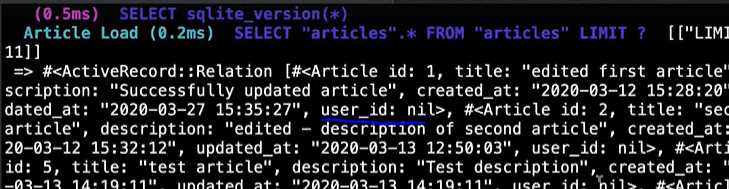 (0.5ms)  SELECT sqlite_version(*)
Article Load (0.2ms)  SELECT "articles".* FROM "articles" LIMIT ?  [["LIMI
11]]
=> #<ActiveRecord::Relation [#<Article id: 1, title: "edited first article"
scription: "Successfully updated article", created_at: "2020-03-12 15:28:20"
dated_at: "2020-03-27 15:35:27", user_id: nil>, #<Article id: 2, title: "sec
article", description: "edited - description of second article", created_at:
20-03-12 15:32:12", updated_at: "2020-03-13 12:50:03", user_id: nil>, #<Arti
id: 5, title: "test article", description: "Test description", created_at: "
-03-13 14:19:11", updated_at: "2020-03-13 14:19:11", user_id: nil>, #<Articl